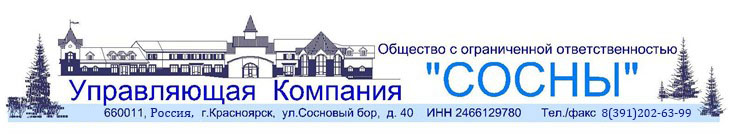 Общество с ограниченной ответственностью
Управляющая Компания "СОСНЫ"
660011, Россия, г.Красноярск, ул.Сосновый бор, д. 40 ИНН 2466129780 Тел./факс 8(391)202-63-99